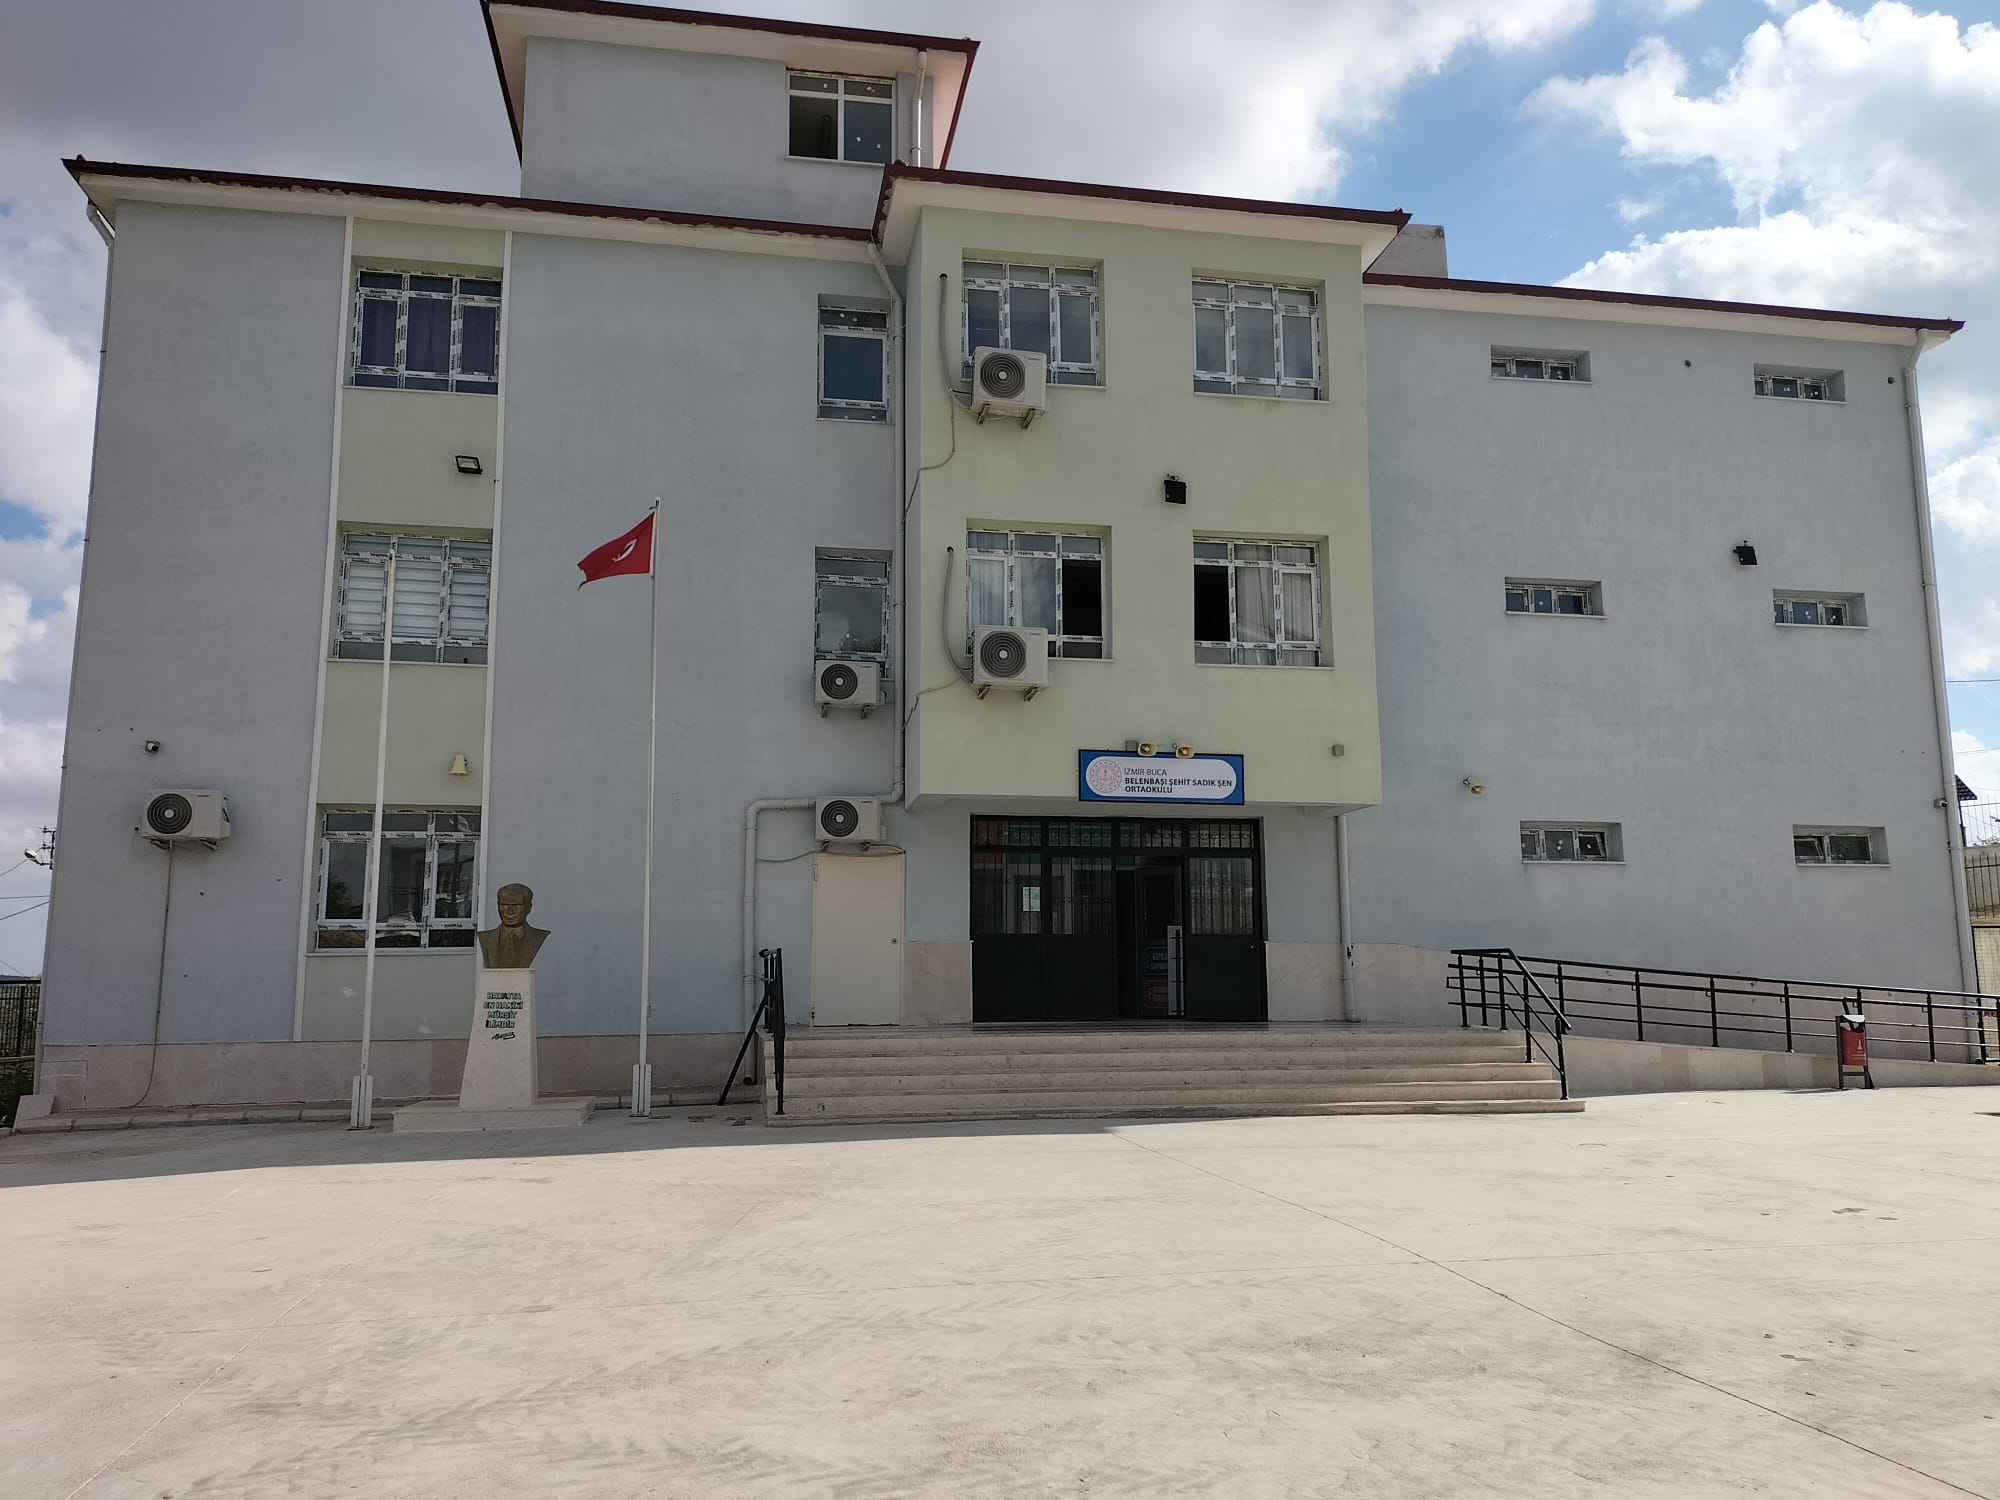 İZMİR-BUCA
BELENBAŞI ŞEHİT SADIK ŞEN
ORTAOKULU
HAYATTA
EN HAKİKİ
MÜRŞİT
İLİMDİR